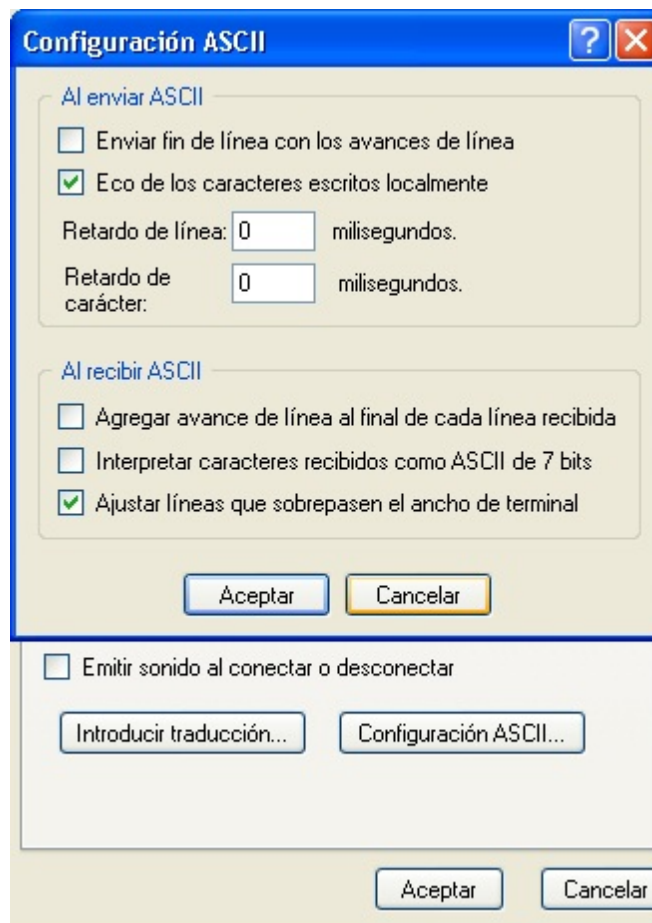 Configuración ASCII
Al enviar ASCII
Enviar fin de línea con los avances de línea
Eco de los caracteres escritos localmente
Retardo de línea: 0 milisegundos.
Retardo de
carácter: 0 milisegundos.
Al recibir ASCII
Agregar avance de línea al final de cada línea recibida
Interpretar caracteres recibidos como ASCII de 7 bits
Ajustar líneas que sobrepasen el ancho de terminal
Aceptar Cancelar
Emitir sonido al conectar o desconectar
Introducir traducción... Configuración ASCII...
Aceptar Cancelar